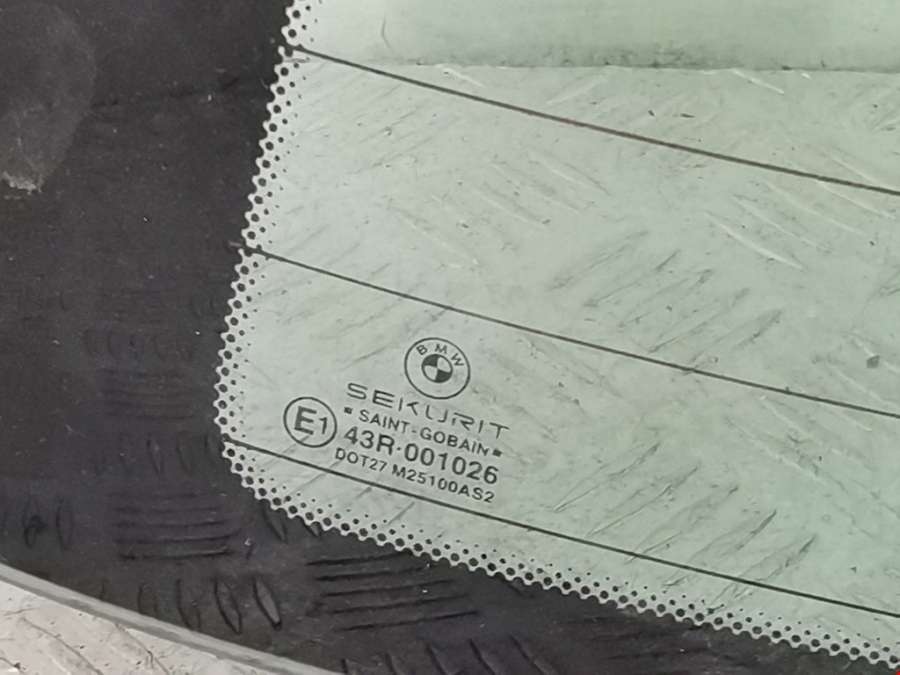 BMW
SEKURIT
SAINT-GOBAIN
E1
43R-001026
DOT27 M25100AS2